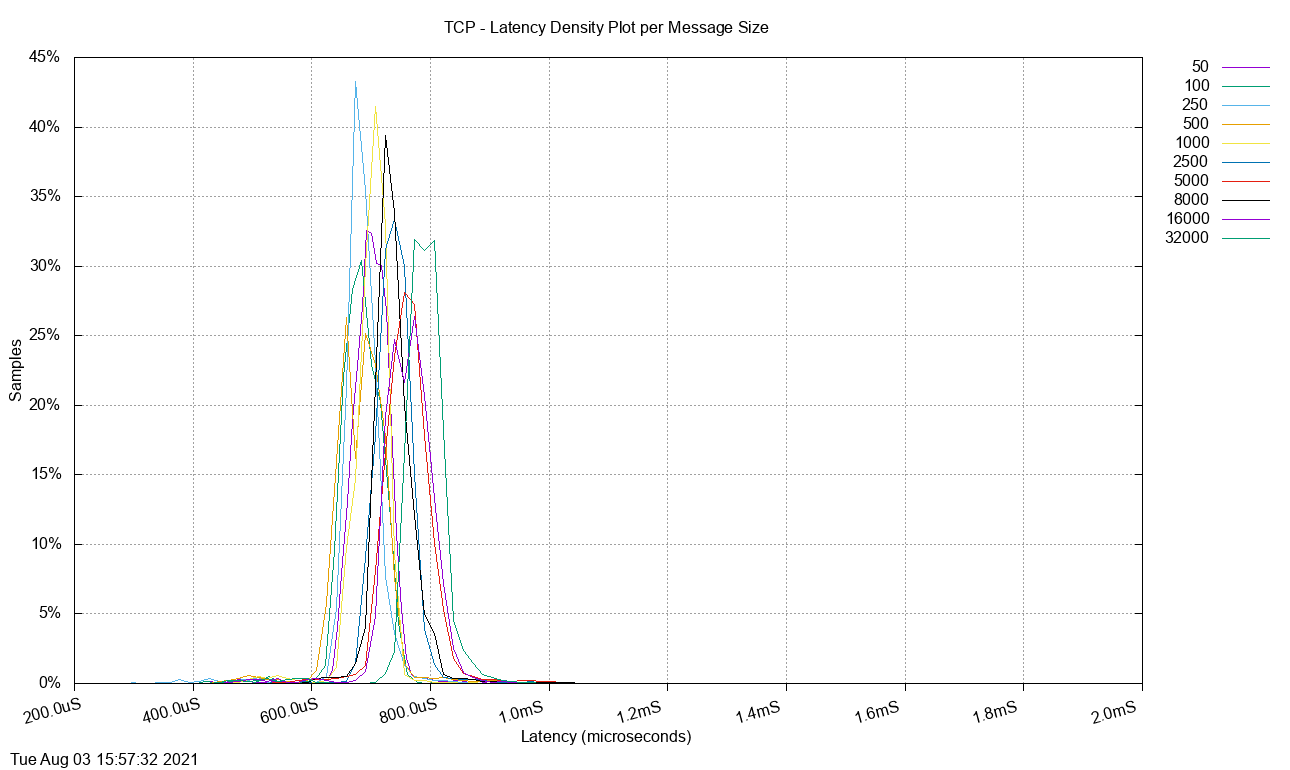 TCP - Latency Density Plot per Message Size
45%
40%
35%
30%
25%
20%
15%
10%
5%
0%
Samples
200.0uS
400.0uS
600.0uS
800.0uS
1.0mS
1.2mS
1.4mS
1.6mS
1.8mS
2.0mS
Latency (microseconds)
50
100
250
500
1000
2500
5000
8000
16000
32000
Tue Aug 03 15:57:32 2021